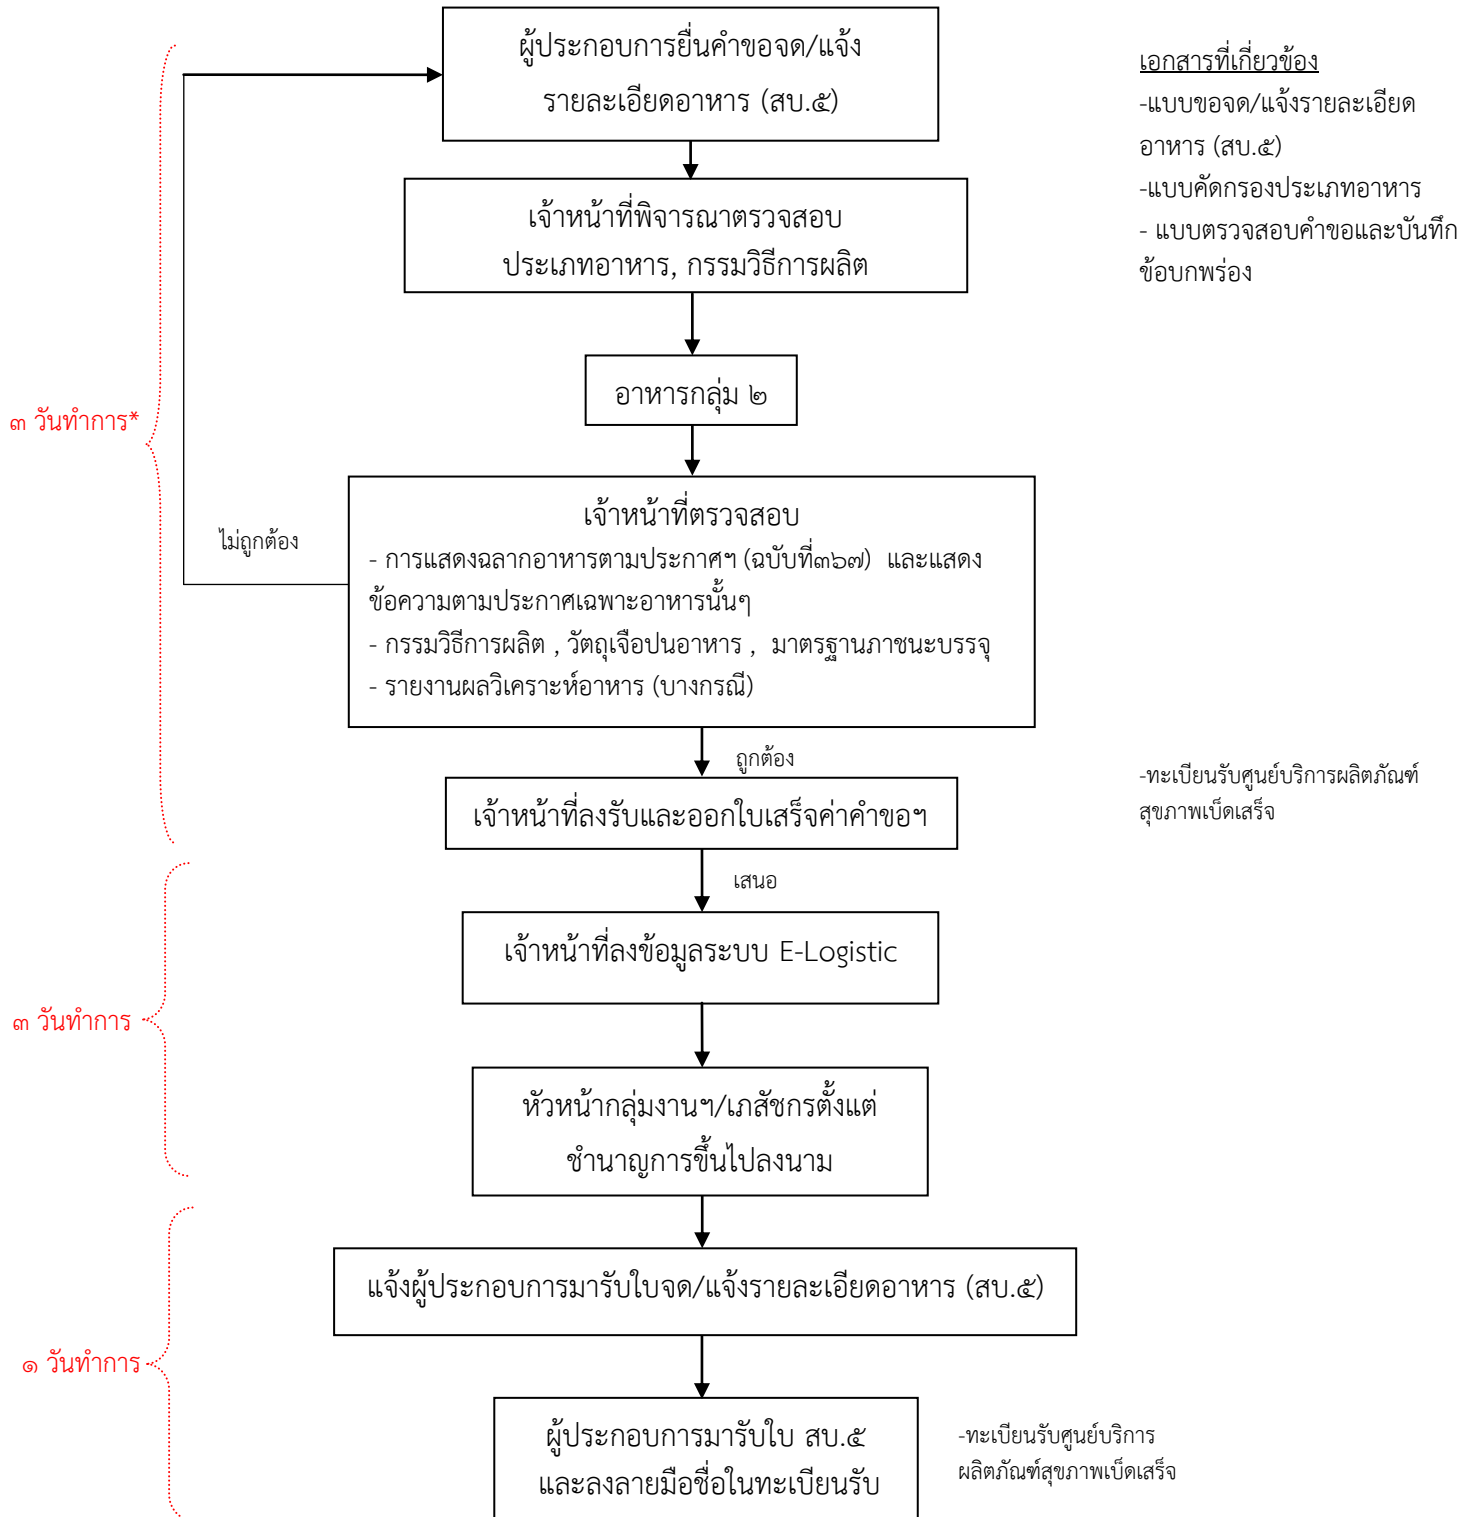 ผู้ประกอบการยื่นคำขอจด/แจ้ง
รายละเอียดอาหาร (สบ.๕)
เอกสารที่เกี่ยวข้อง
-แบบขอจด/แจ้งรายละเอียด
อาหาร (สบ.๕)
-แบบคัดกรองประเภทอาหาร
- แบบตรวจสอบคำขอและบันทึก
ข้อบกพร่อง
เจ้าหน้าที่พิจารณาตรวจสอบ
ประเภทอาหาร, กรรมวิธีการผลิต
อาหารกลุ่ม ๒
๓ วันทำการ*
ไม่ถูกต้อง
เจ้าหน้าที่ตรวจสอบ
- การแสดงฉลากอาหารตามประกาศฯ (ฉบับที่๓๖๗) และแสดง
ข้อความตามประกาศเฉพาะอาหารนั้นๆ
- กรรมวิธีการผลิต , วัตถุเจือปนอาหาร , มาตรฐานภาชนะบรรจุ
- รายงานผลวิเคราะห์อาหาร (บางกรณี)
ถูกต้อง
เจ้าหน้าที่ลงรับและออกใบเสร็จค่าคำขอฯ
-ทะเบียนรับศูนย์บริการผลิตภัณฑ์
สุขภาพเบ็ดเสร็จ
เสนอ
เจ้าหน้าที่ลงข้อมูลระบบ E-Logistic
๓ วันทำการ
หัวหน้ากลุ่มงานฯ/เภสัชกรตั้งแต่
ชำนาญการขึ้นไปลงนาม
แจ้งผู้ประกอบการมารับใบจด/แจ้งรายละเอียดอาหาร (สบ.๕)
๑ วันทำการ
ผู้ประกอบการมารับใบ สบ.๕
และลงลายมือชื่อในทะเบียนรับ
-ทะเบียนรับศูนย์บริการ
ผลิตภัณฑ์สุขภาพเบ็ดเสร็จ